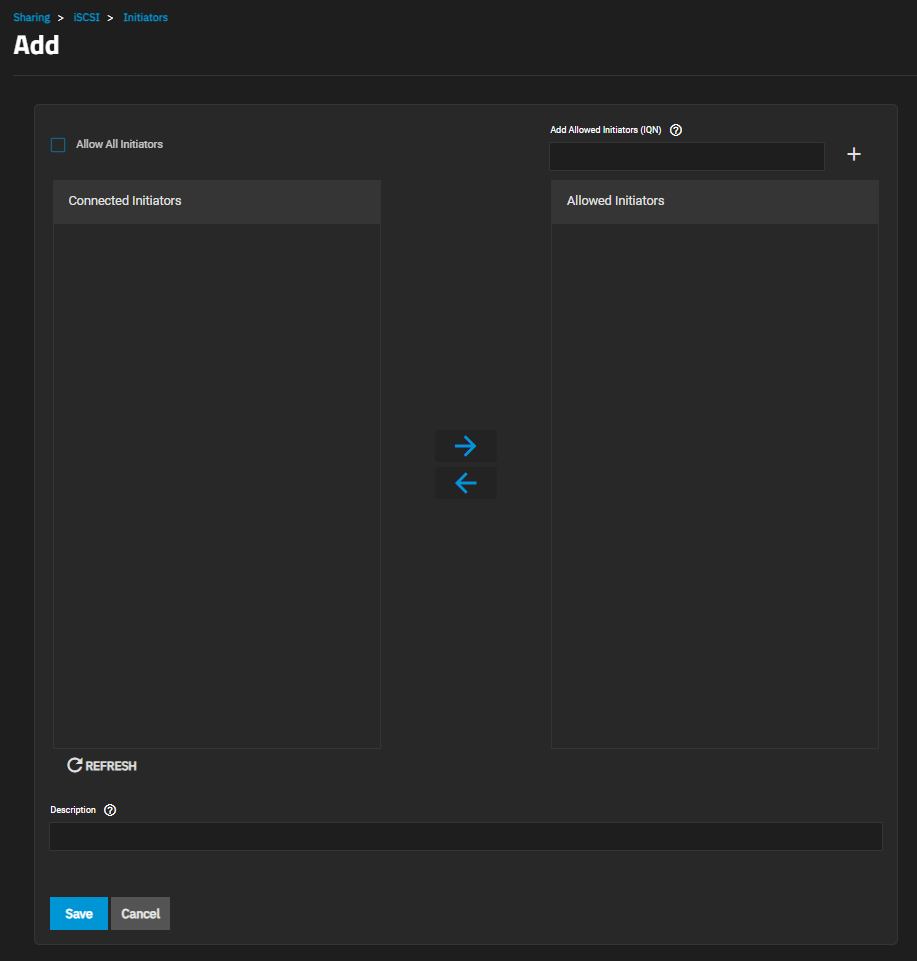 Sharing > iSCSI > Initiators
Add
Add Allowed Initiators (IQN) ?
Allow All Initiators
+
Connected Initiators
Allowed Initiators
REFRESH
Description ?
Save Cancel